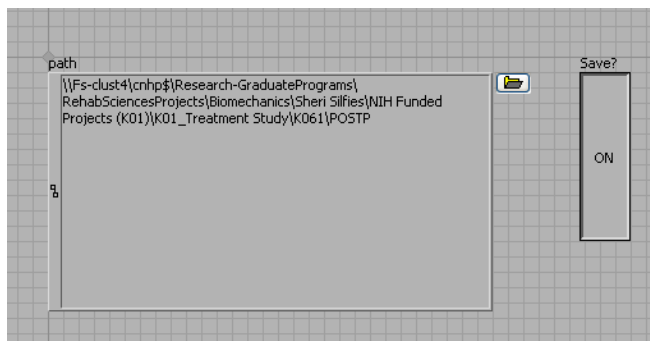 path
Save?
\\Fs-clust4\cnhp$\Research-GraduatePrograms\
RehabSciencesProjects\Biomechanics\Sheri Silfies\NIH Funded
Projects (K01)\K01_Treatment Study\K061\POSTP
ON